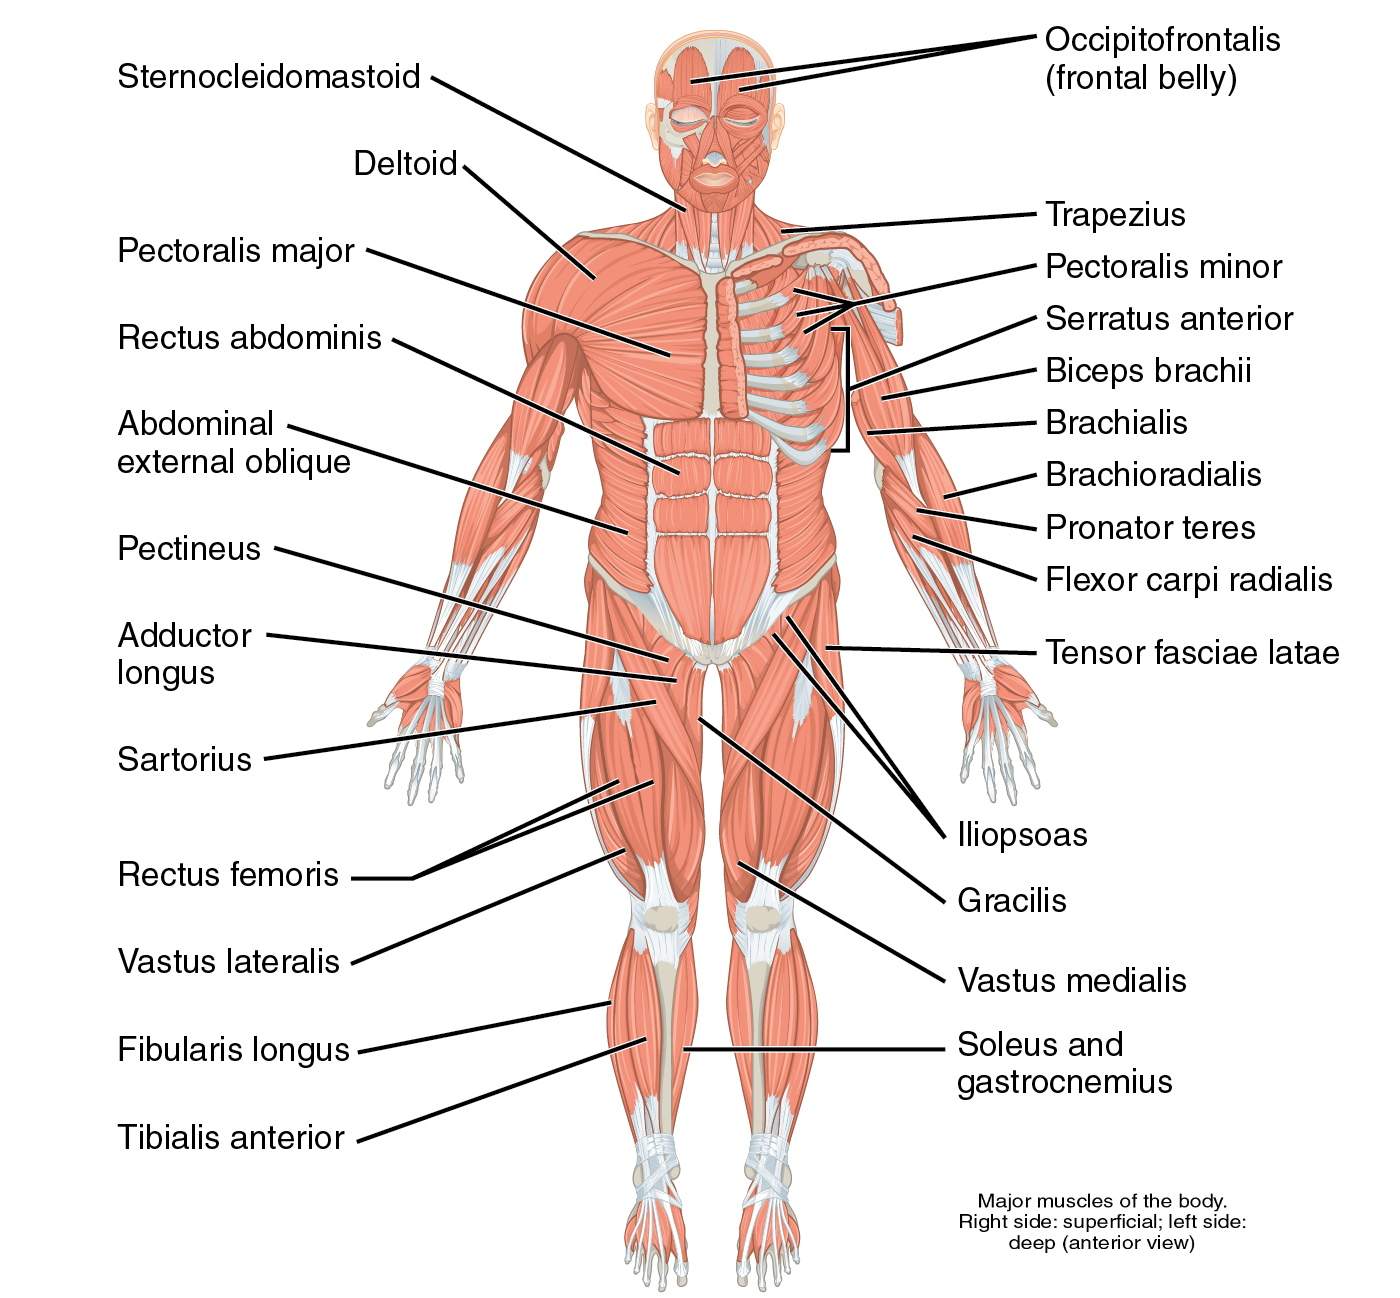 Sternocleidomastoid
Deltoid
Pectoralis major
Rectus abdominis
Abdominal
external oblique
Pectineus
Adductor
longus
Sartorius
Rectus femoris
Vastus lateralis
Fibularis longus
Tibialis anterior
Occipitofrontalis
(frontal belly)
Trapezius
Pectoralis minor
Serratus anterior
Biceps brachii
Brachialis
Brachioradialis
Pronator teres
Flexor carpi radialis
Tensor fasciae latae
Iliopsoas
Gracilis
Vastus medialis
Soleus and
gastrocnemius
Major muscles of the body.
Right side: superficial; left side:
deep (anterior view)